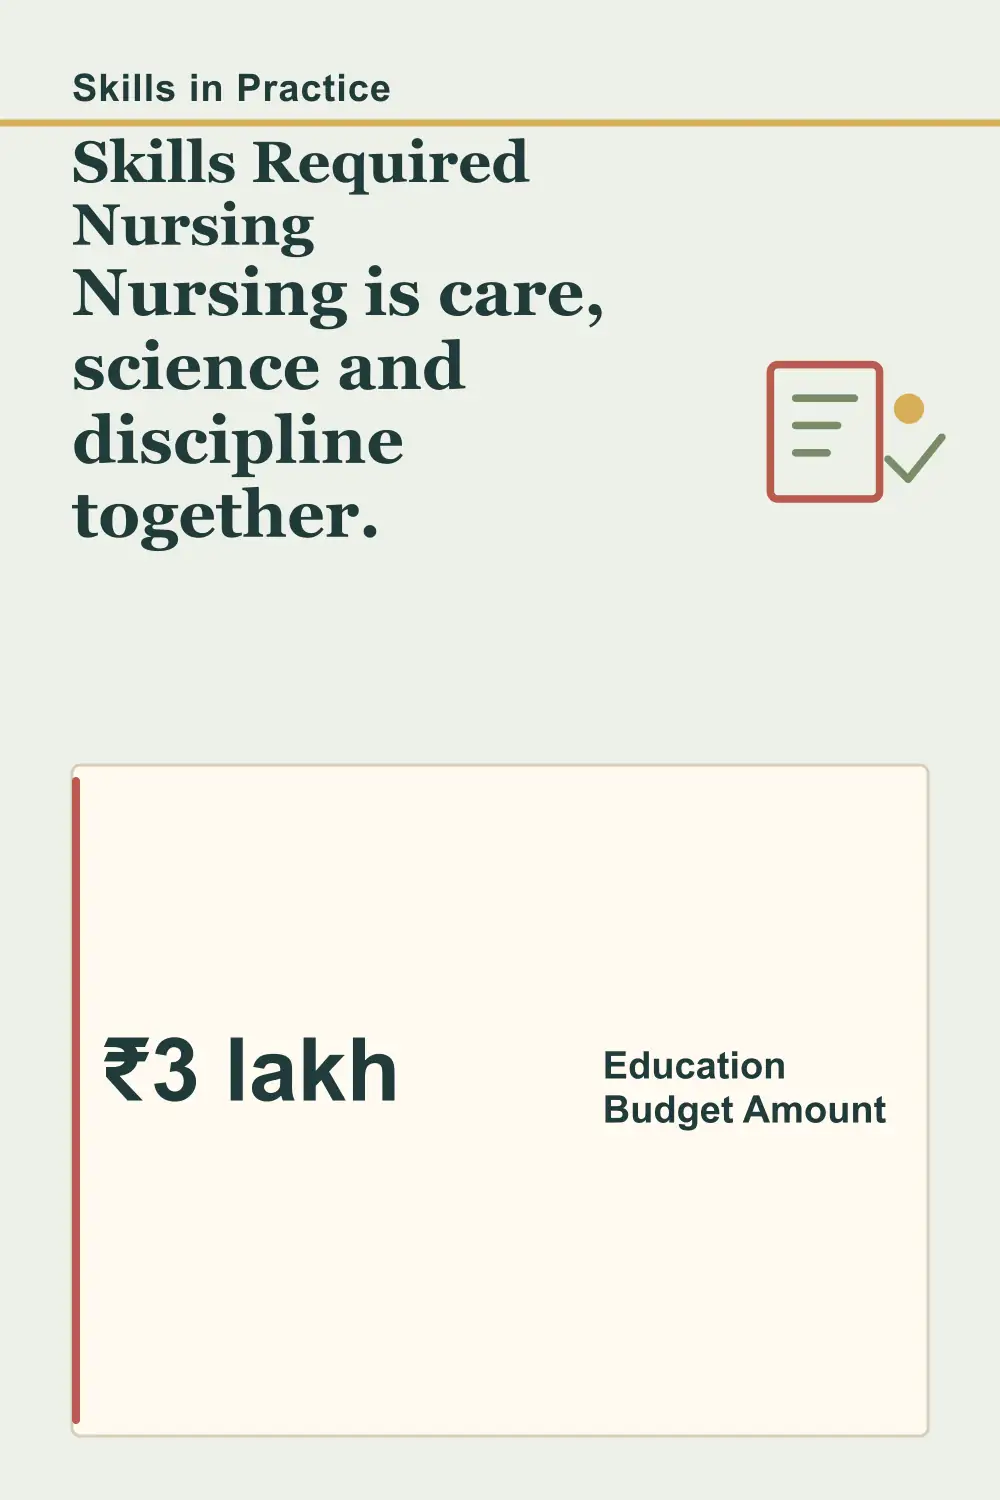 Skills in Practice
Skills Required
Nursing
Nursing is care,
science and
discipline
together.
₹3 lakh
Education
Budget Amount